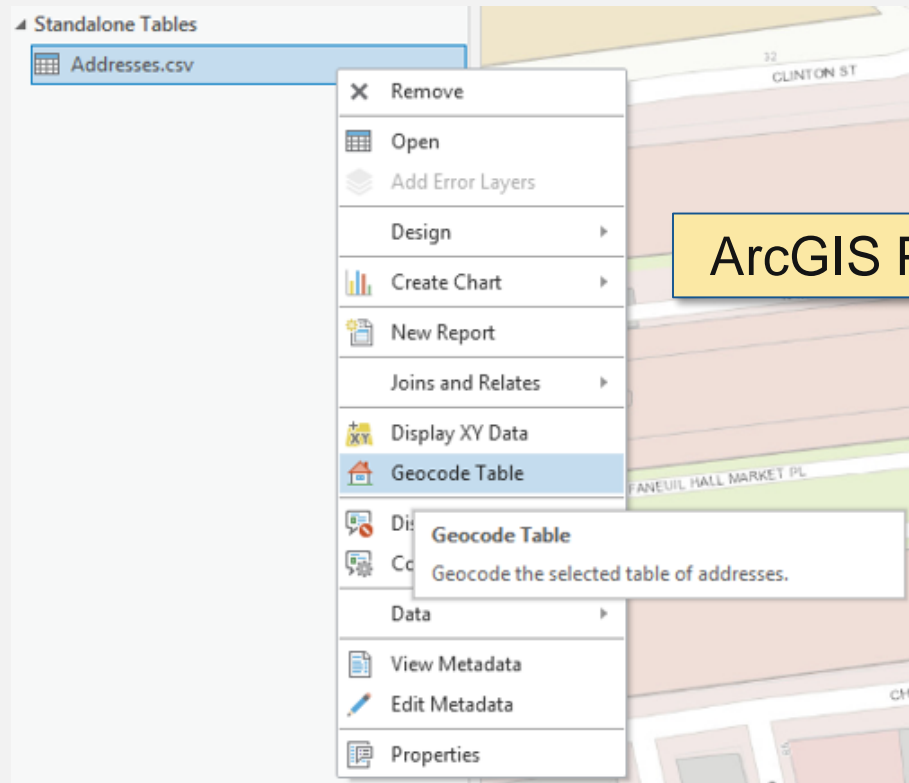 Standalone Tables
Addresses.csv
Remove
Open
Add Error Layers
Design
Create Chart
New Report
Joins and Relates
Display XY Data
Geocode Table
Geocode Table
Geocode the selected table of addresses.
Data
View Metadata
Edit Metadata
Properties
32
CLINTON ST
ArcGIS
FANEUIL HALL MARKET PL